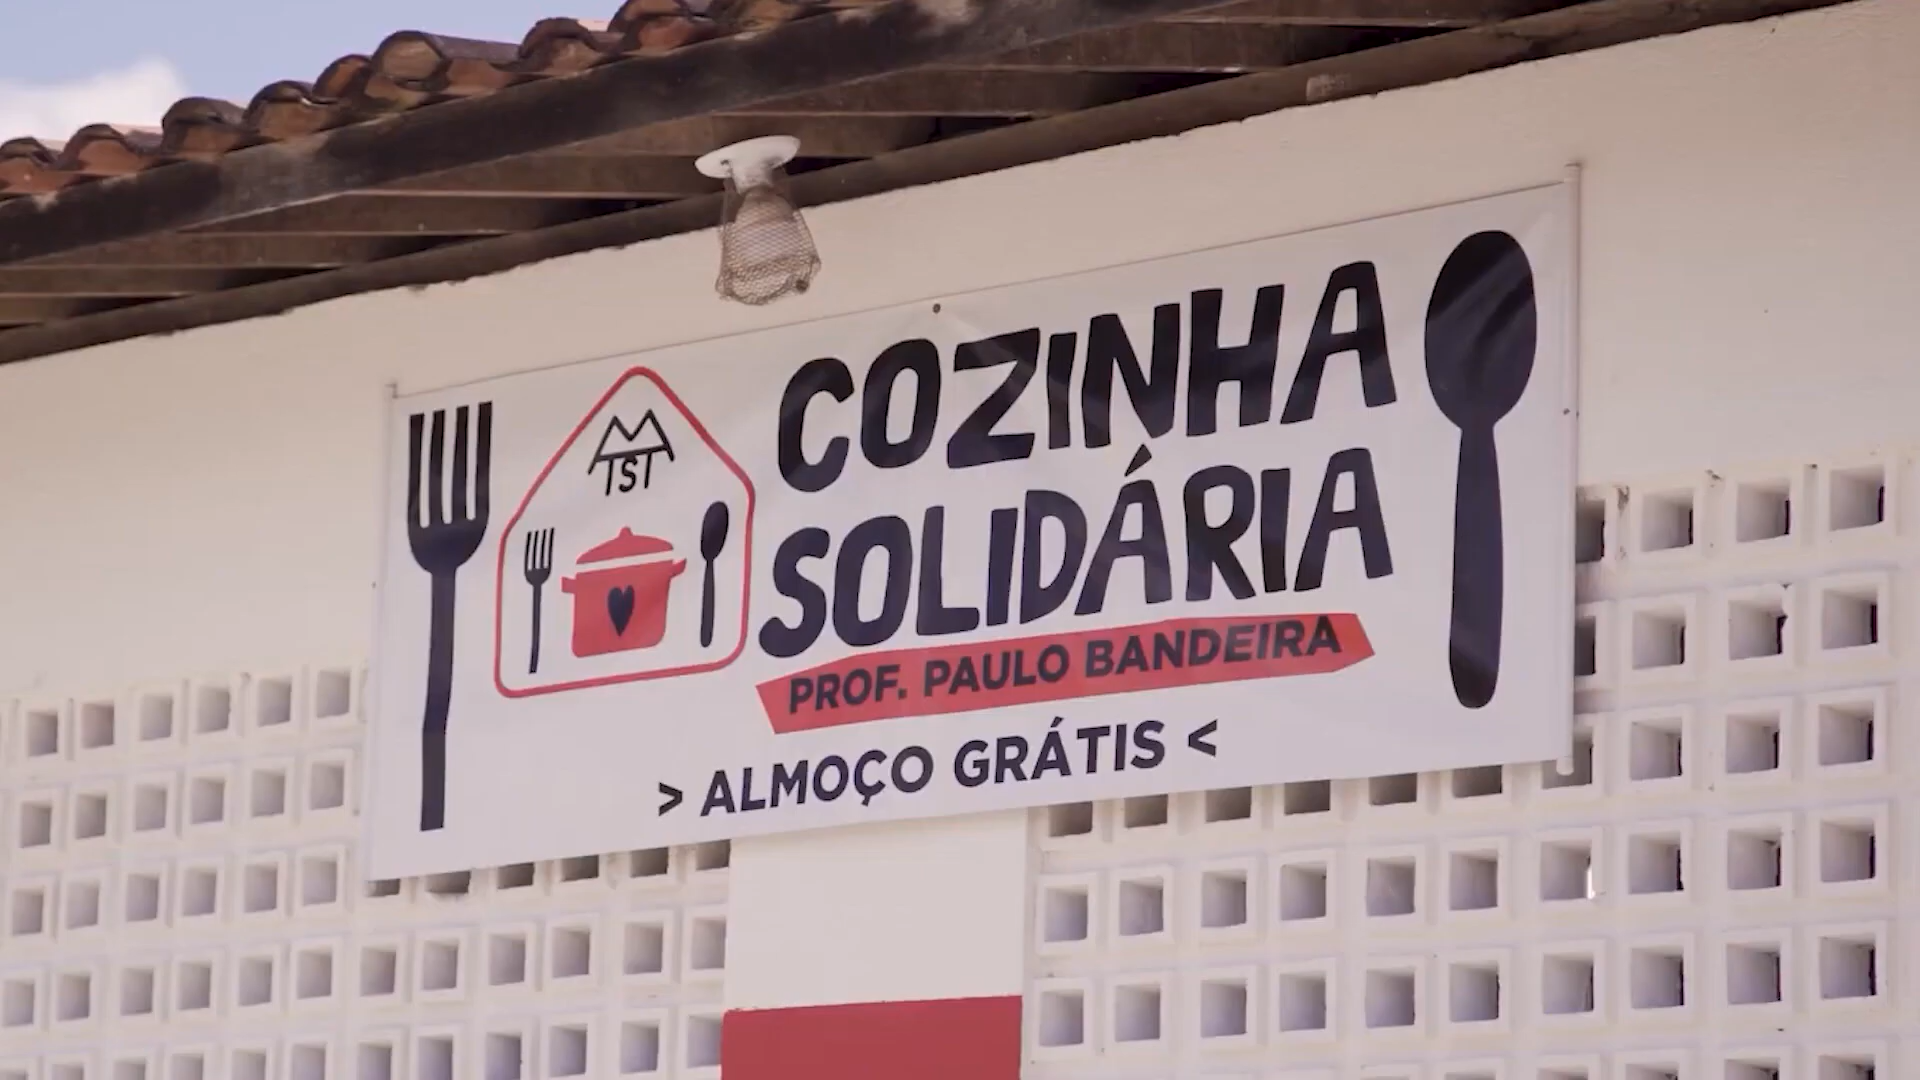 MTST
COZINHA
SOLIDÁRIA
PROF. PAULO BANDEIRA
> ALMOÇO GRÁTIS <